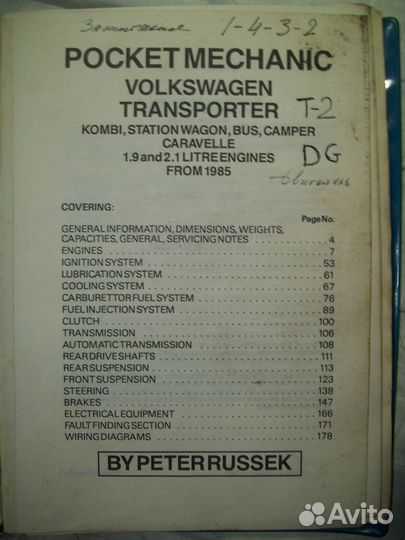 Зажигание 1-4-3-2
POCKET MECHANIC
VOLKSWAGEN
TRANSPORTER T-2
KOMBI, STATION WAGON, BUS, CAMPER
CARAVELLE
1.9 and 2.1 LITRE ENGINES DG
FROM 1985 двигатель
COVERING:
Page No.
GENERAL INFORMATION, DIMENSIONS, WEIGHTS,
CAPACITIES, GENERAL, SERVICING NOTES . . . . . . . . . . . 4
ENGINES . . . . . . . . . . . 7
IGNITION SYSTEM . . . . . . . . . . . 53
LUBRICATION SYSTEM . . . . . . . . . . . 61
COOLING SYSTEM . . . . . . . . . . . 67
CARBURETTOR FUEL SYSTEM . . . . . . . . . . . 76
FUEL INJECTION SYSTEM . . . . . . . . . . . 89
CLUTCH . . . . . . . . . . . 100
TRANSMISSION . . . . . . . . . . . 106
AUTOMATIC TRANSMISSION . . . . . . . . . . . 108
REAR DRIVE SHAFTS . . . . . . . . . . . 111
REAR SUSPENSION . . . . . . . . . . . 113
FRONT SUSPENSION . . . . . . . . . . . 123
STEERING . . . . . . . . . . . 138
BRAKES . . . . . . . . . . . 147
ELECTRICAL EQUIPMENT . . . . . . . . . . . 166
FAULT FINDING SECTION . . . . . . . . . . . 171
WIRING DIAGRAMS . . . . . . . . . . . 178
BY PETER RUSSEK
Avito